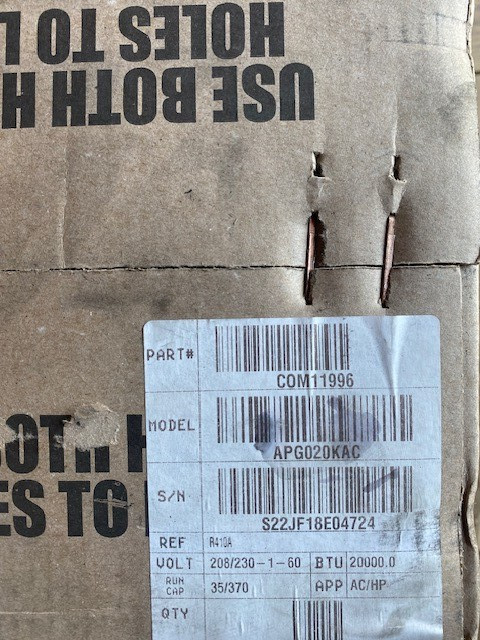 USE BOTH H
HOLES TO L
PART#
COM11996
MODEL
APG020KAC
S/N
S22JF18E04724
REF R410A
VOLT 208/230-1-60 BTU 20000.0
RUN CAP 35/370 APP AC/HP
QTY
OTH H
ES TO